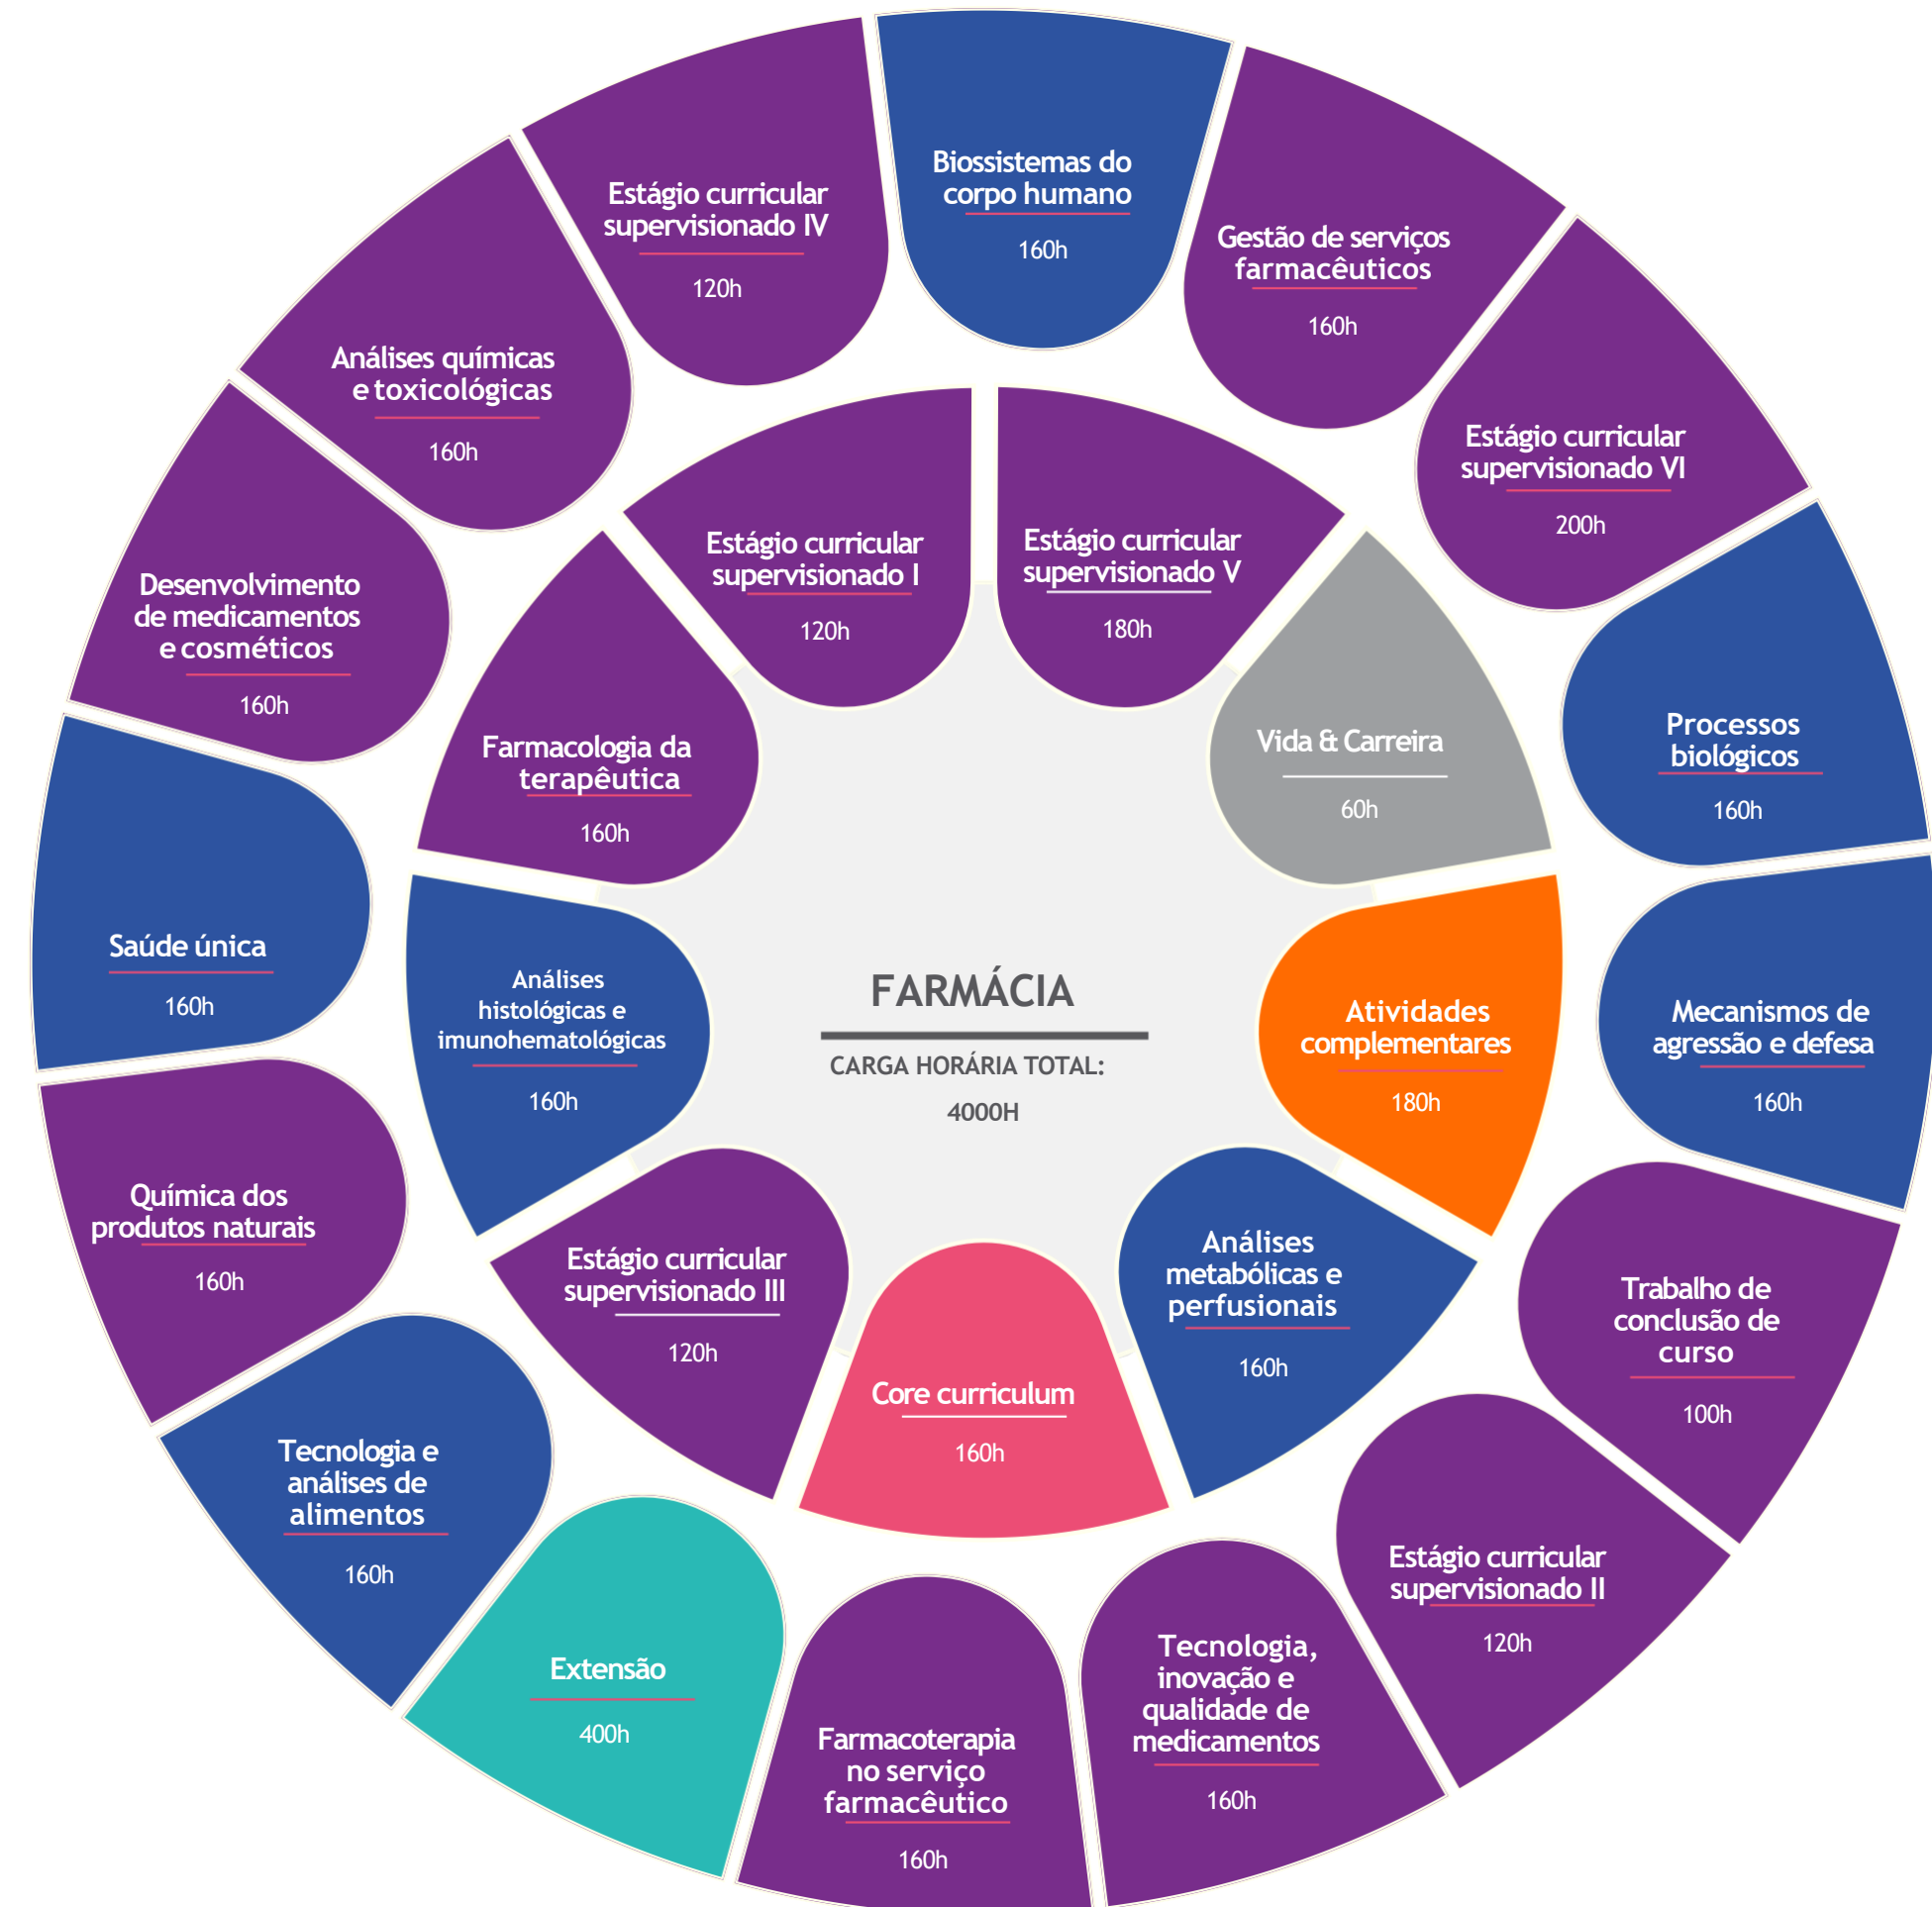 Biossistemas do
corpo humano
160h
Gestão de serviços
farmacêuticos
160h
Estágio curricular
supervisionado VI
200h
Processos
biológicos
160h
Mecanismos de
agressão e defesa
160h
Trabalho de
conclusão de
curso
100h
Estágio curricular
supervisionado II
120h
Tecnologia,
inovação e
qualidade de
medicamentos
160h
Farmacoterapia
no serviço
farmacêutico
160h
Extensão
400h
Tecnologia e
análises de
alimentos
160h
Química dos
produtos naturais
160h
Saúde única
160h
Desenvolvimento
de medicamentos
e cosméticos
160h
Análises químicas
e toxicológicas
160h
Estágio curricular
supervisionado IV
120h
Estágio curricular
supervisionado I
120h
Estágio curricular
supervisionado V
180h
Vida & Carreira
60h
Atividades
complementares
180h
Análises
metabólicas e
perfusionais
160h
Core curriculum
160h
Estágio curricular
supervisionado III
120h
Análises
histológicas e
imunohematológicas
160h
Farmacologia da
terapêutica
160h
FARMÁCIA
CARGA HORÁRIA TOTAL:
4000H